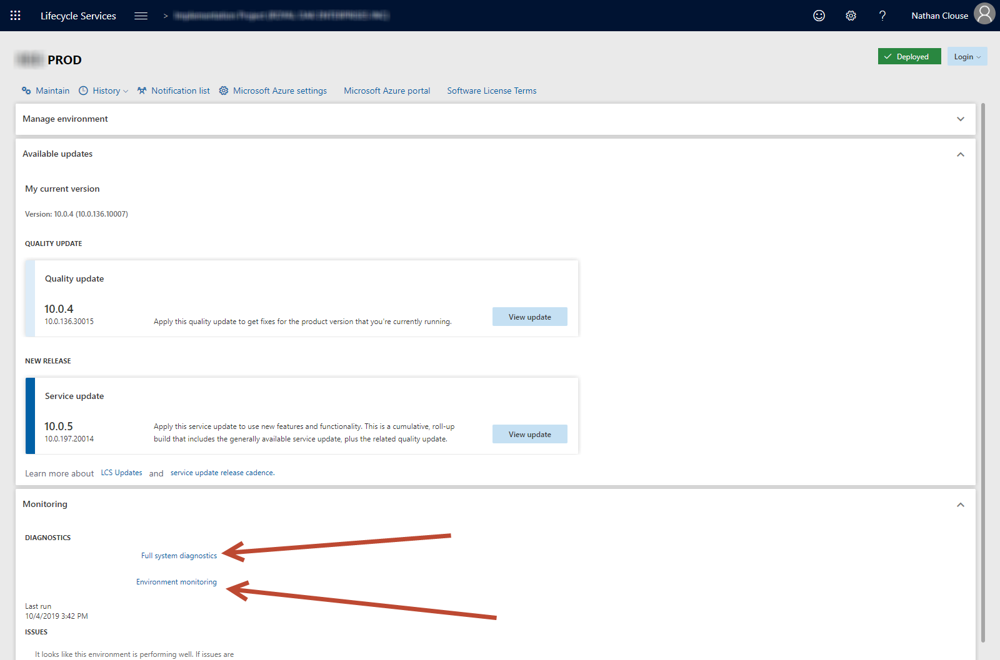 Lifecycle Services
>
?
Nathan Clouse
PROD
Deployed
Login
Maintain
History
Notification list
Microsoft Azure settings
Microsoft Azure portal
Software License Terms
Manage environment
Available updates
My current version
Version: 10.0.4 (10.0.136.10007)
QUALITY UPDATE
Quality update
10.0.4
10.0.136.30015
Apply this quality update to get fixes for the product version that you're currently running.
View update
NEW RELEASE
Service update
10.0.5
10.0.197.20014
Apply this service update to use new features and functionality. This is a cumulative, roll-up
build that includes the generally available service update, plus the related quality update.
View update
Learn more about LCS Updates and service update release cadence.
Monitoring
DIAGNOSTICS
Full system diagnostics
Environment monitoring
Last run
10/4/2019 3:42 PM
ISSUES
It looks like this environment is performing well. If issues are